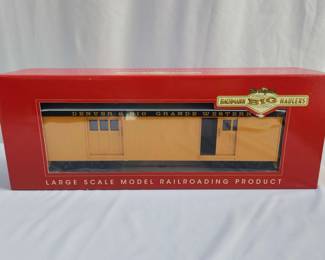 BACHMANN BIG HAULERS
DENVER & RIO GRANDE WESTERN
LARGE SCALE MODEL RAILROADING PRODUCT